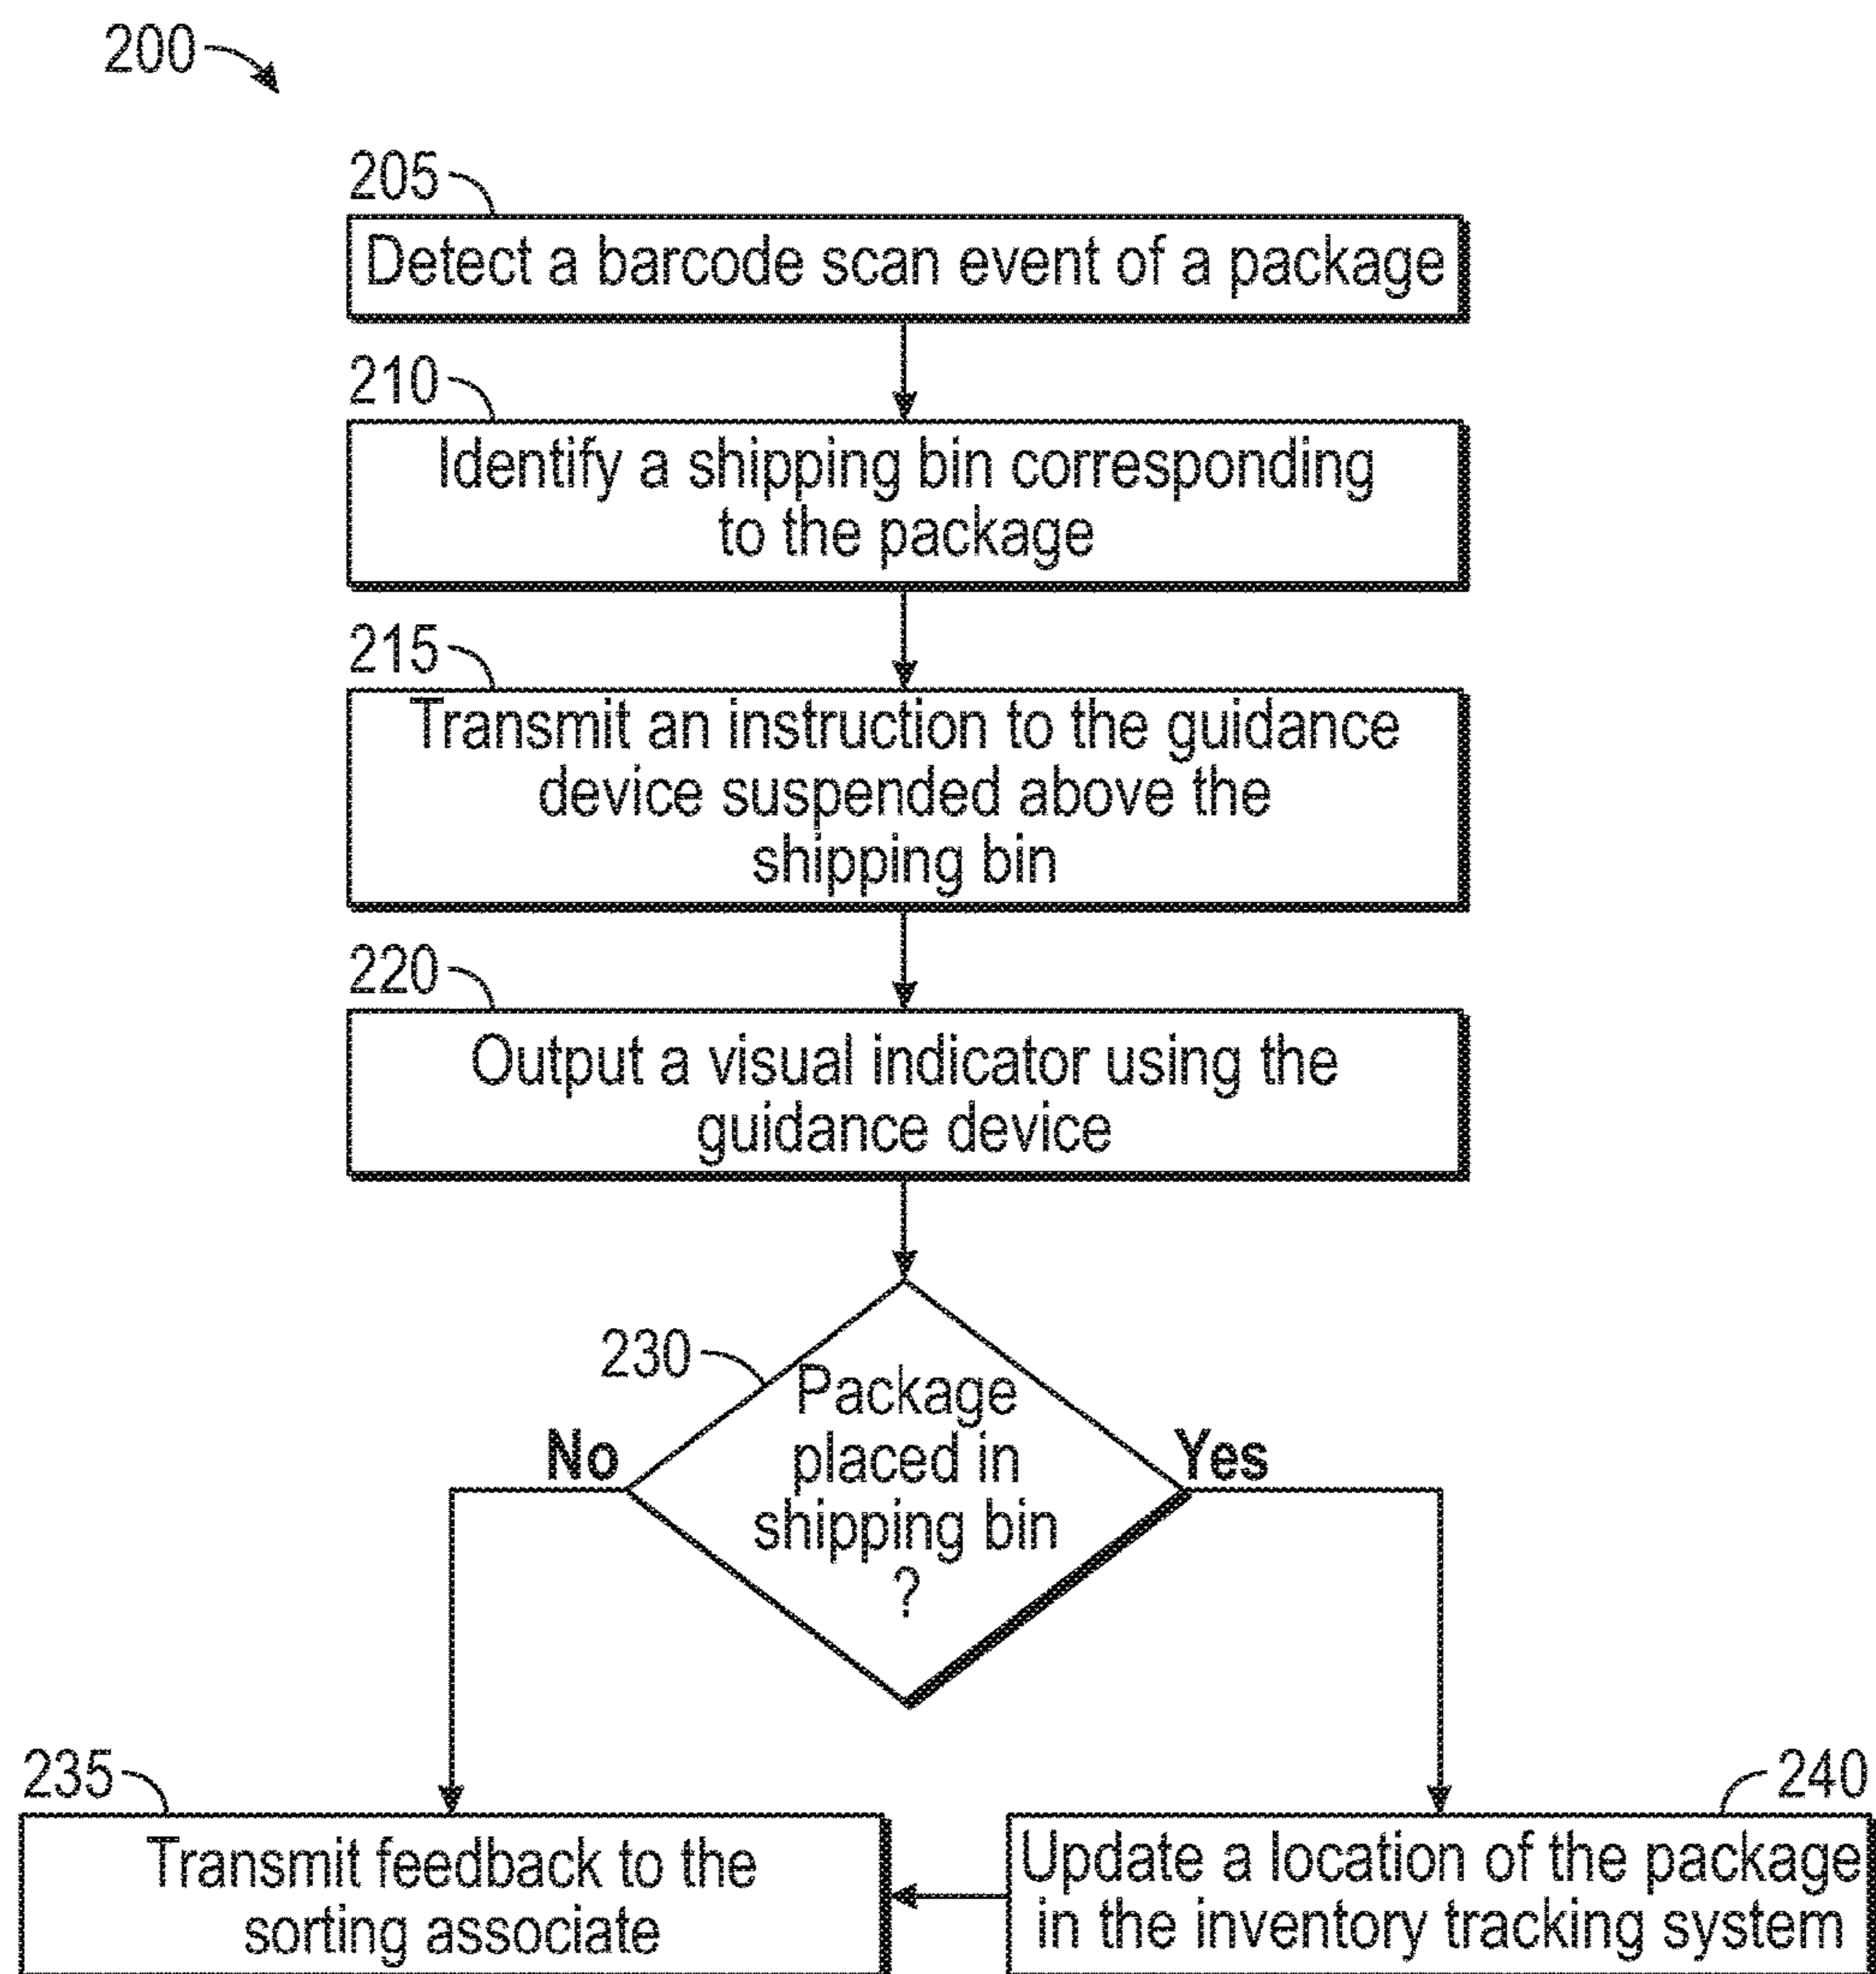 200
205
Detect a barcode scan event of a package
210
Identify a shipping bin corresponding
to the package
215
Transmit an instruction to the guidance
device suspended above the
shipping bin
220
Output a visual indicator using the
guidance device
230
Package
placed in
shipping bin
?
No
Yes
235
Transmit feedback to the
sorting associate
240
Update a location of the package
in the inventory tracking system